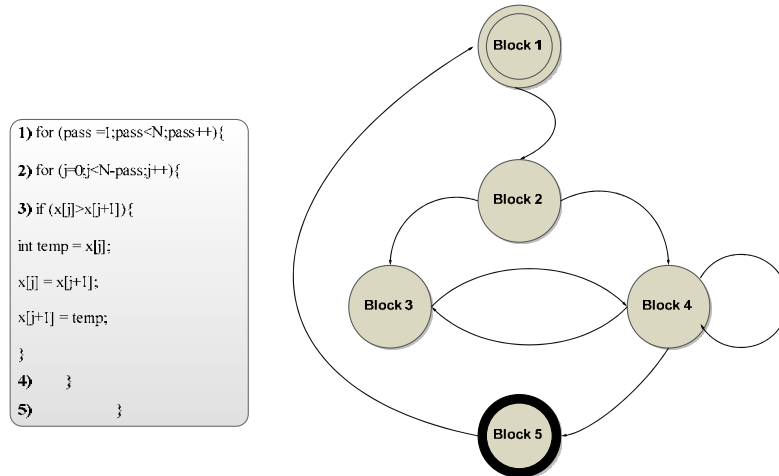 1) for (pass =1;pass<N;pass++){
2) for (j=0;j<N-pass;j++){
3) if (x[j]>x[j+1]){
int temp = x[j];
x[j] = x[j+1];
x[j+1] = temp;
}
4) }
5) }
Block 1
Block 2
Block 3
Block 4
Block 5